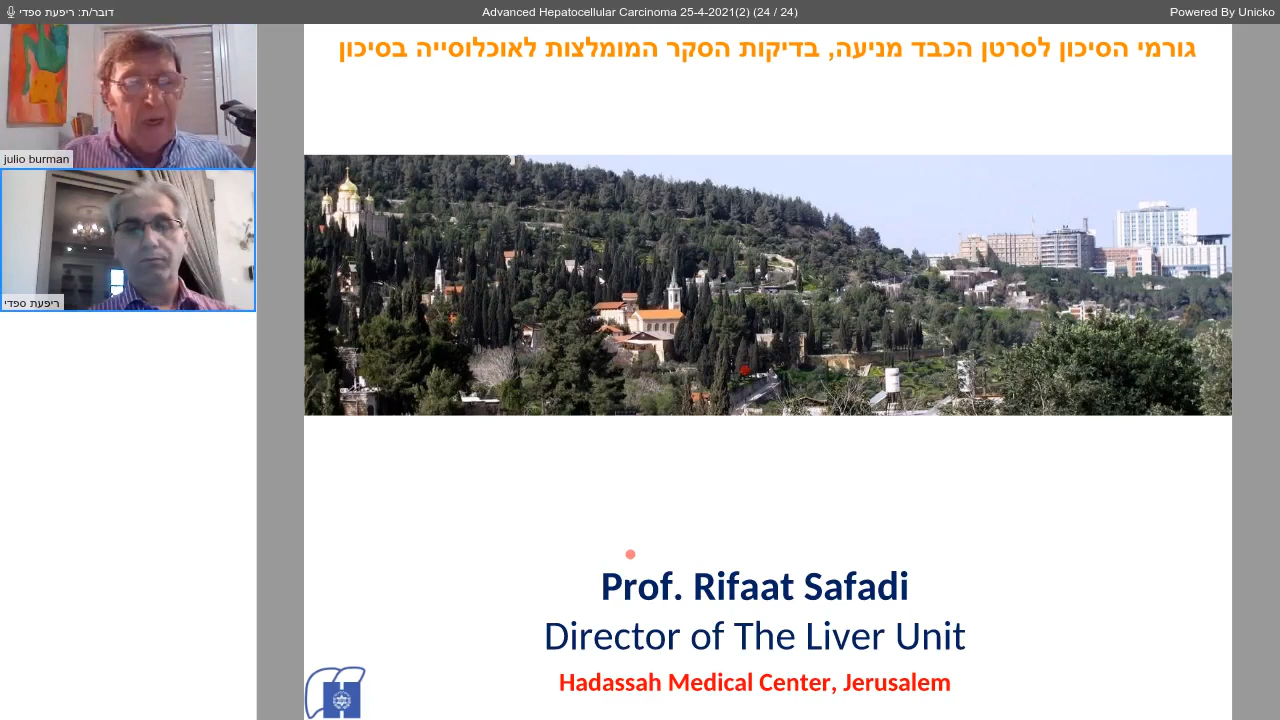 דובר/ת: ריפעת ספדי
Advanced Hepatocellular Carcinoma 25-4-2021(2) (24 / 24)
Powered By Unicko
julio burman
ריפעת ספדי
גורמי הסיכון לסרטן הכבד מניעה, בדיקות הסקר המומלצות לאוכלוסייה בסיכון
Prof. Rifaat Safadi
Director of The Liver Unit
Hadassah Medical Center, Jerusalem